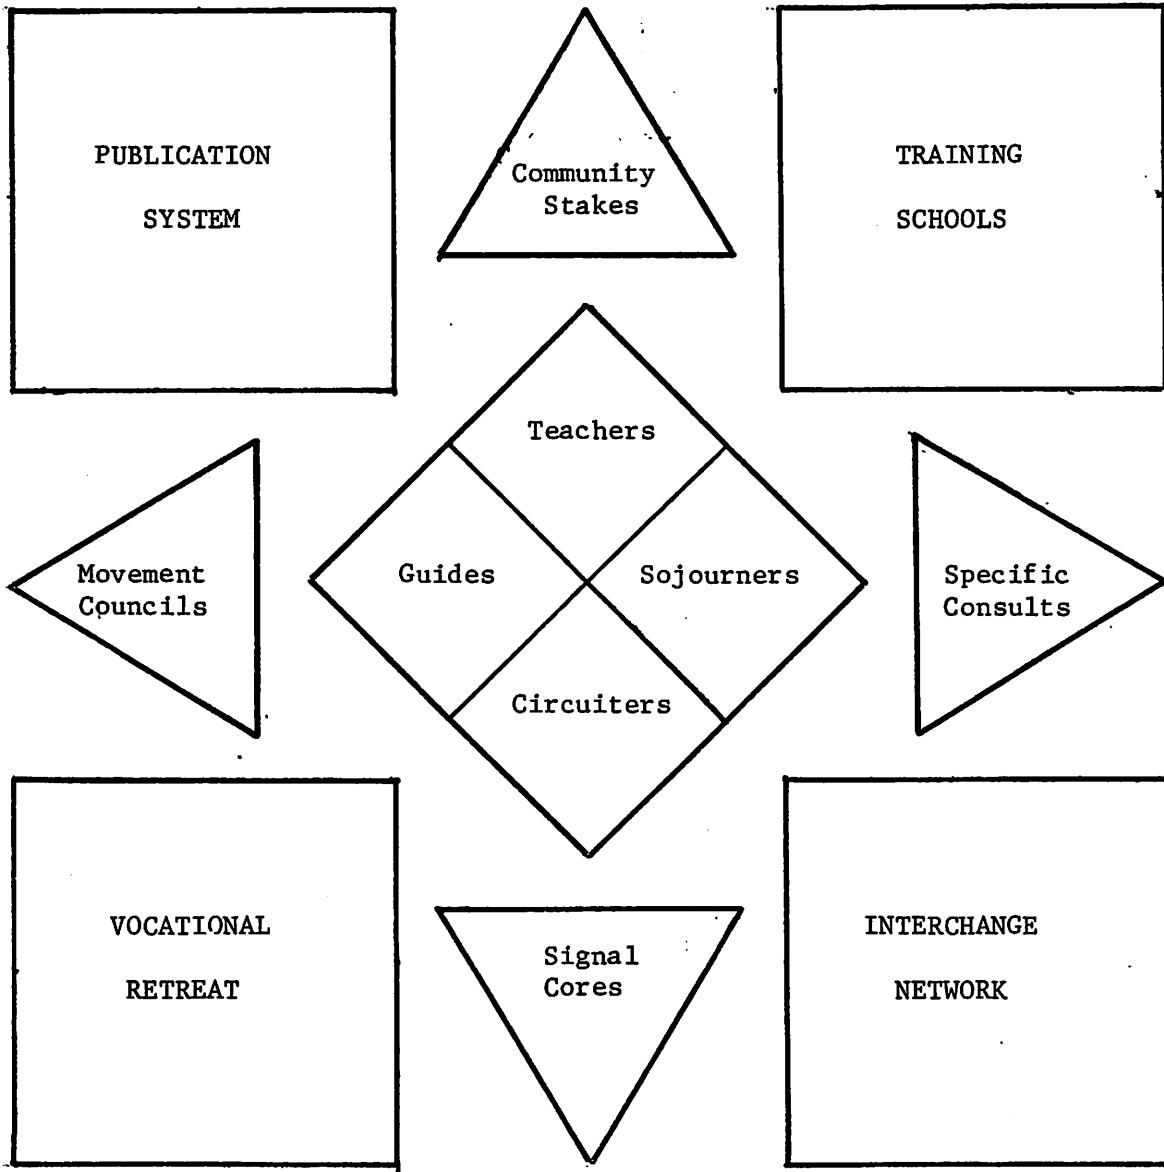 PUBLICATION
SYSTEM
Community
Stakes
TRAINING
SCHOOLS
Teachers
Movement
Councils
Guides
Sojourners
Specific
Consults
Circuiters
VOCATIONAL
RETREAT
Signal
Cores
INTERCHANGE
NETWORK